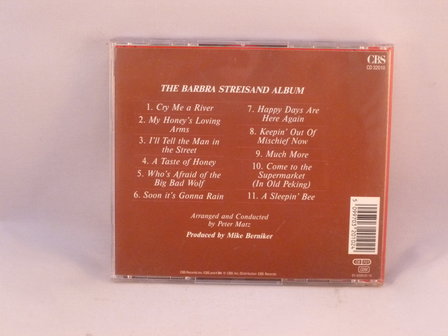 CBS
CD 32010
THE BARBRA STREISAND ALBUM
1. Cry Me a River
2. My Honey's Loving
Arms
3. I'll Tell the Man in
the Street
4. A Taste of Honey
5. Who's Afraid of the
Big Bad Wolf
6. Soon it's Gonna Rain
7. Happy Days Are
Here Again
8. Keepin' Out Of
Mischief Now
9. Much More
10. Come to the
Supermarket
(In Old Peking)
11. A Sleepin' Bee
Arranged and Conducted
by Peter Matz
Produced by Mike Berniker